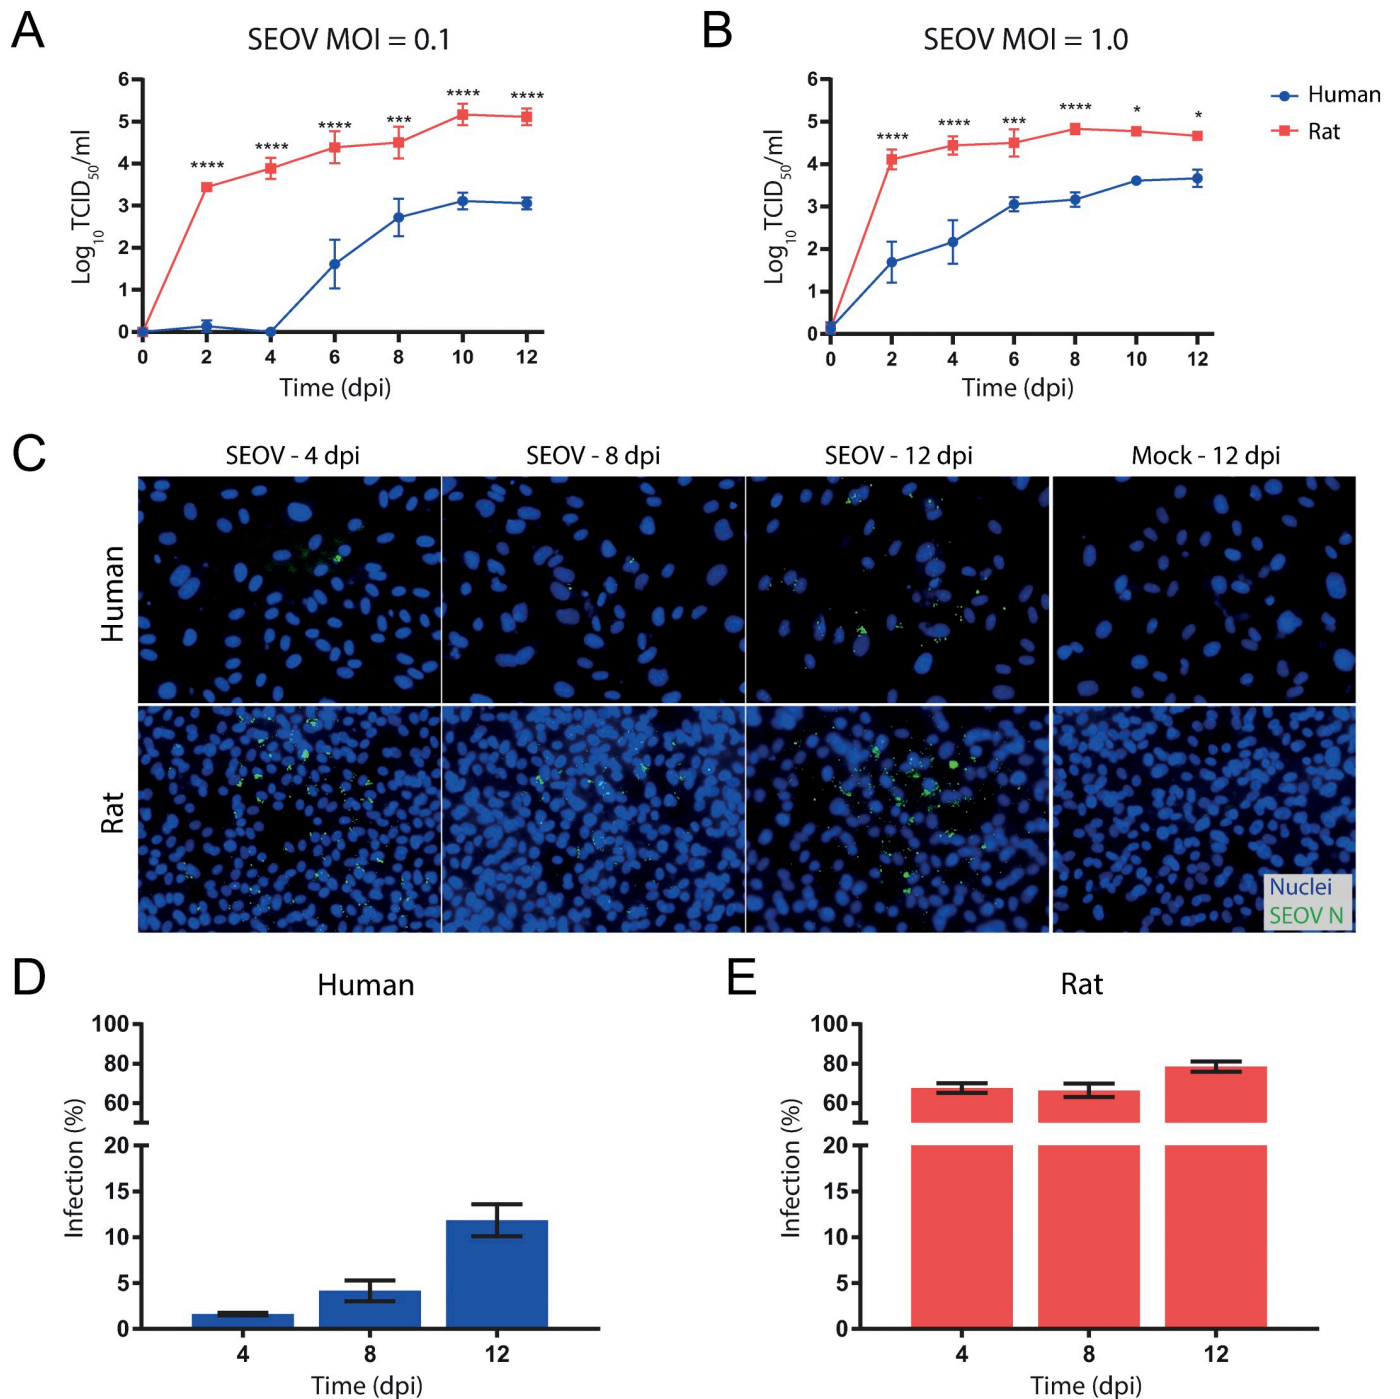 A
SEOV MOI = 0.1
Log10 TCID50/ml
6
5
4
3
2
1
0
**** **** **** *** **** ****
0 2 4 6 8 10 12
Time (dpi)
B
SEOV MOI = 1.0
Log10 TCID50/ml
6
5
4
3
2
1
0
**** **** *** **** * *
0 2 4 6 8 10 12
Time (dpi)
Human
Rat
C
SEOV - 4 dpi SEOV - 8 dpi SEOV - 12 dpi Mock - 12 dpi
Human
Rat
Nuclei
SEOV N
D
Human
Infection (%)
100
80
60
20
15
10
5
0
4 8 12
Time (dpi)
E
Rat
Infection (%)
100
80
60
20
15
10
5
0
4 8 12
Time (dpi)